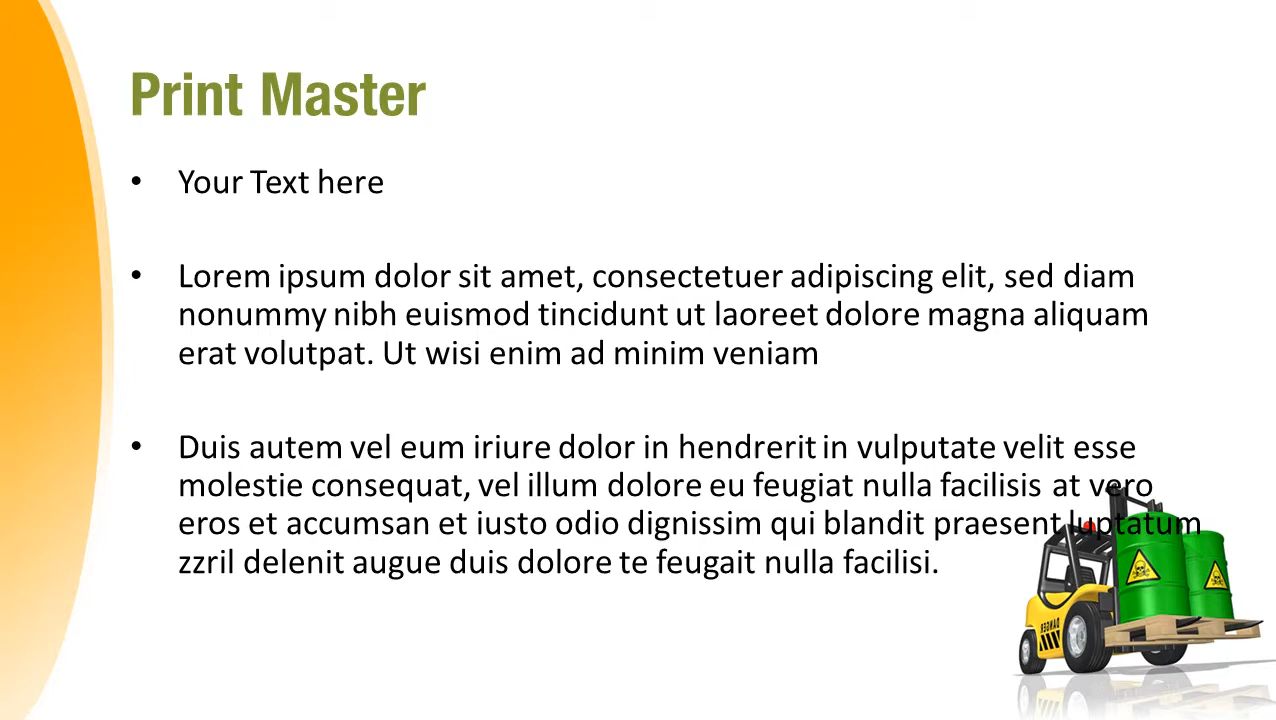 Print Master
• Your Text here
• Lorem ipsum dolor sit amet, consectetuer adipiscing elit, sed diam
nonummy nibh euismod tincidunt ut laoreet dolore magna aliquam
erat volutpat. Ut wisi enim ad minim veniam
• Duis autem vel eum iriure dolor in hendrerit in vulputate velit esse
molestie consequat, vel illum dolore eu feugiat nulla facilisis at vero
eros et accumsan et iusto odio dignissim qui blandit praesent luptatum
zzril delenit augue duis dolore te feugait nulla facilisi.
DANGER